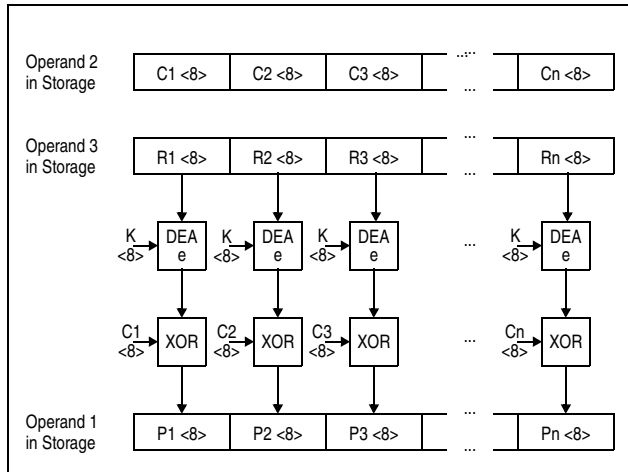 Operand 2
in Storage
C1 <8> C2 <8> C3 <8> ... ... Cn <8>
Operand 3
in Storage
R1 <8> R2 <8> R3 <8> ... ... Rn <8>
K <8> DEA e K <8> DEA e K <8> DEA e ... K <8> DEA e
C1 <8> XOR C2 <8> XOR C3 <8> XOR ... Cn <8> XOR
Operand 1
in Storage
P1 <8> P2 <8> P3 <8> ... ... Pn <8>